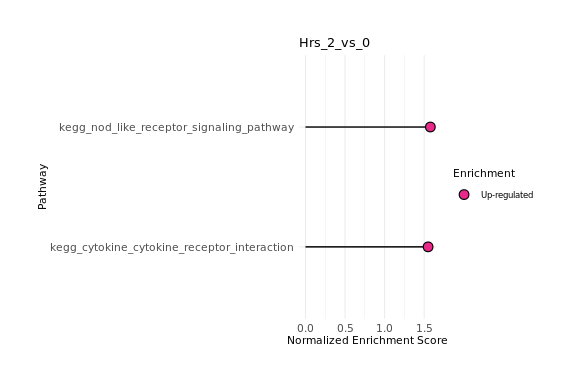 Hrs_2_vs_0
kegg_nod_like_receptor_signaling_pathway
kegg_cytokine_cytokine_receptor_interaction
Pathway
0.0 0.5 1.0 1.5
Normalized Enrichment Score
Enrichment
Up-regulated